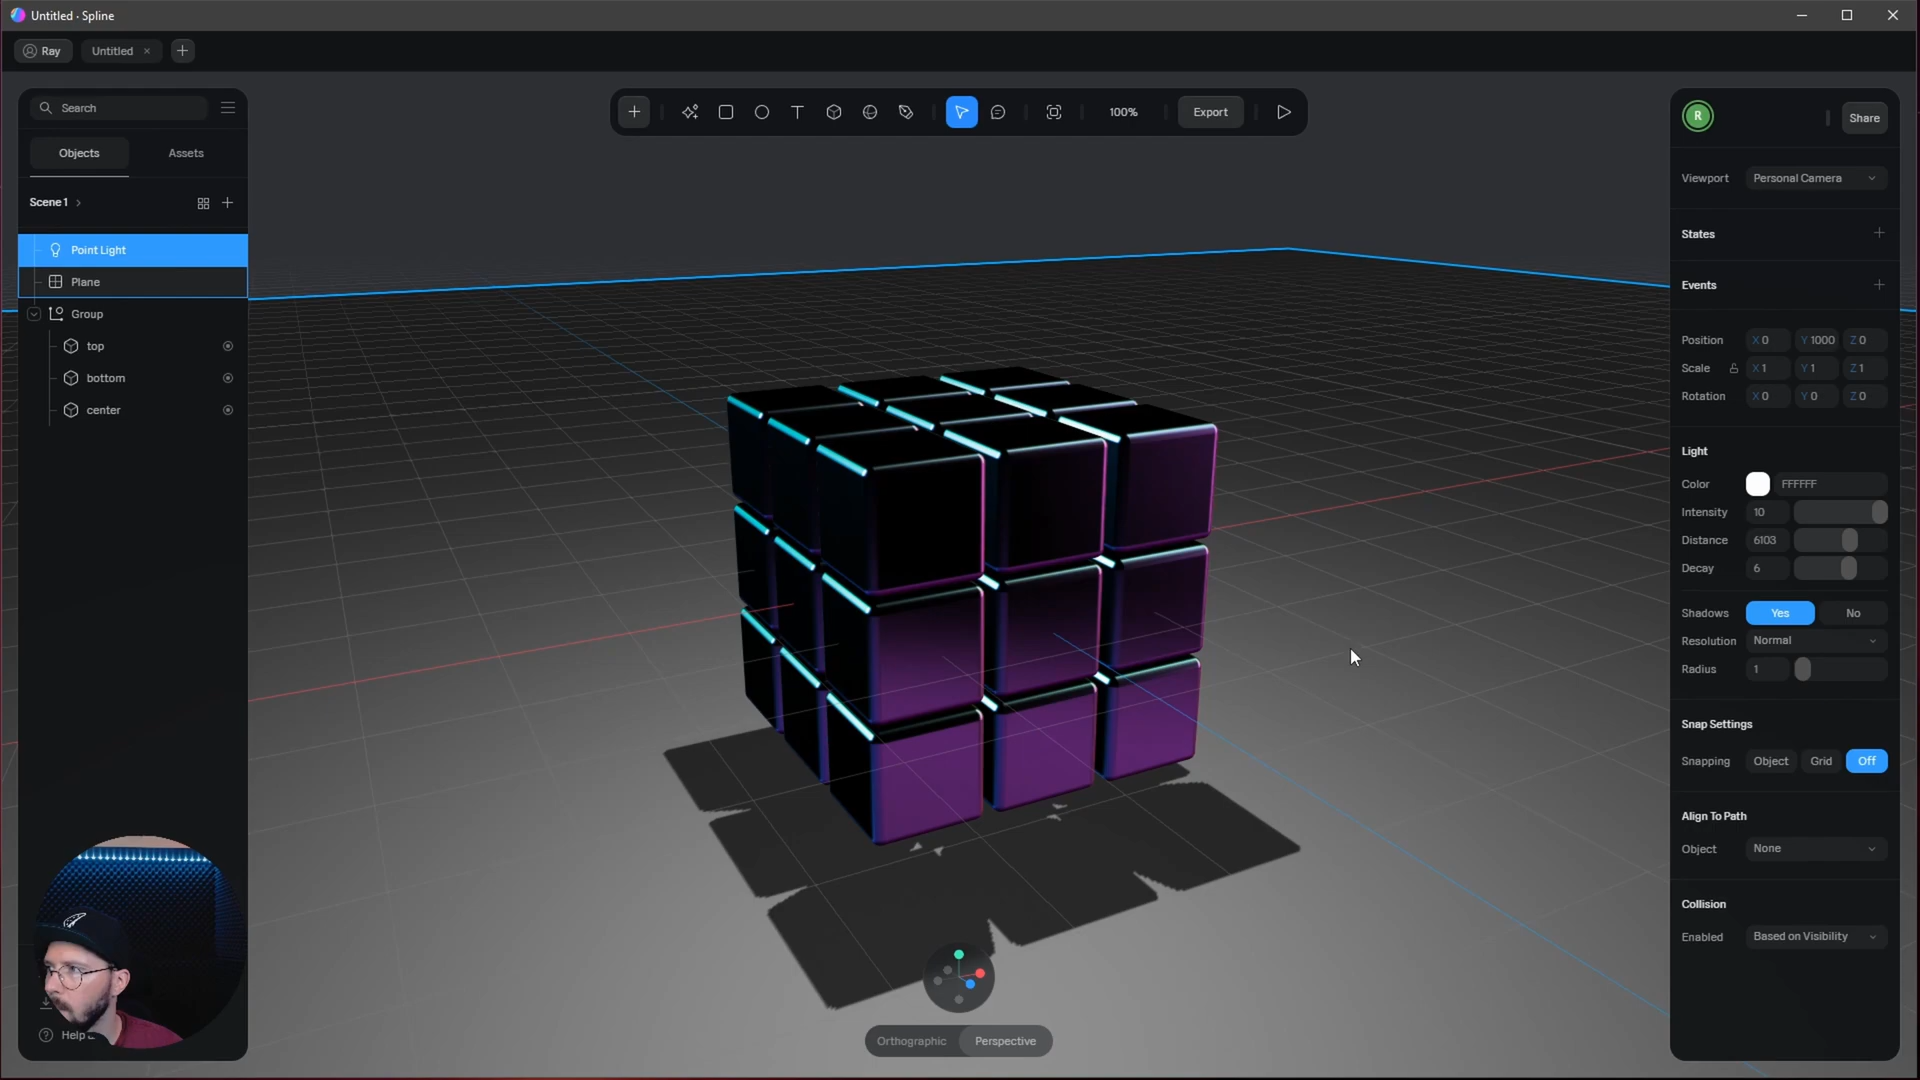 Untitled · Spline
Ray
Untitled
Search
Objects
Assets
Scene 1
Point Light
Plane
Group
top
bottom
center
Help
100%
Export
Orthographic
Perspective
R
Share
Viewport Personal Camera
States
Events
Position X 0 Y 1000 Z 0
Scale X 1 Y 1 Z 1
Rotation X 0 Y 0 Z 0
Light
Color FFFFFF
Intensity 10
Distance 6103
Decay 6
Shadows Yes No
Resolution Normal
Radius 1
Snap Settings
Snapping Object Grid Off
Align To Path
Object None
Collision
Enabled Based on Visibility